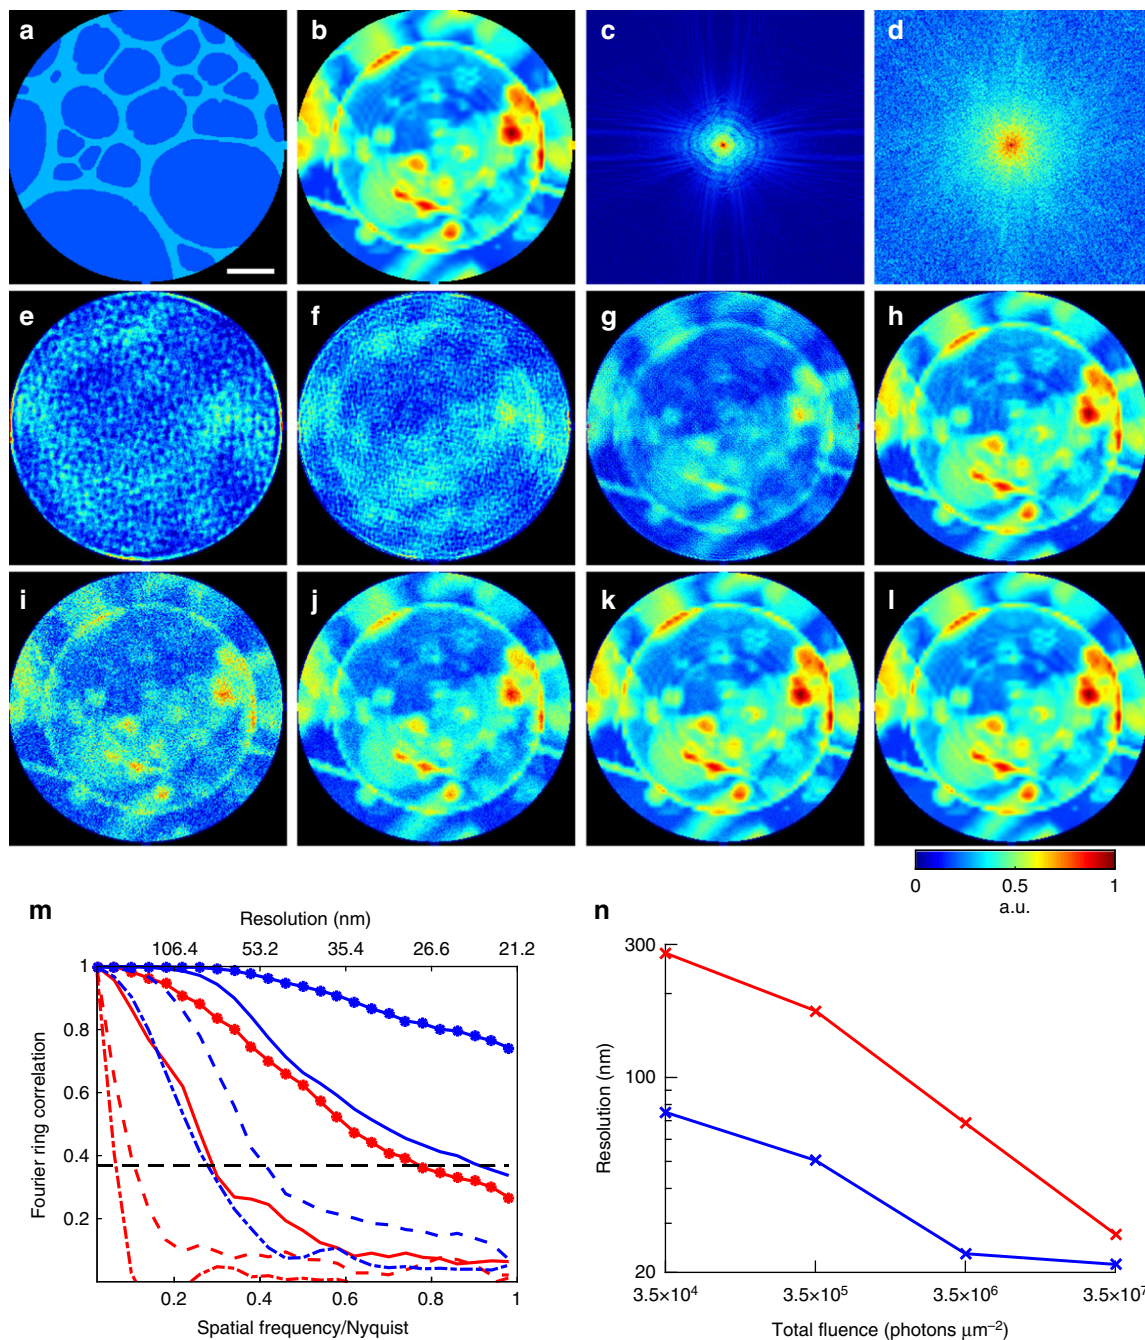 a b c d
e f g h
i j k l
0 0.5 1
a.u.
m
Resolution (nm)
106.4 53.2 35.4 26.6 21.2
1
0.8
0.6
0.4
0.2
Fourier ring correlation
0.2 0.4 0.6 0.8 1
Spatial frequency/Nyquist
n
300
100
20
Resolution (nm)
3.5×10⁴ 3.5×10⁵ 3.5×10⁶ 3.5×10⁷
Total fluence (photons μm⁻²)